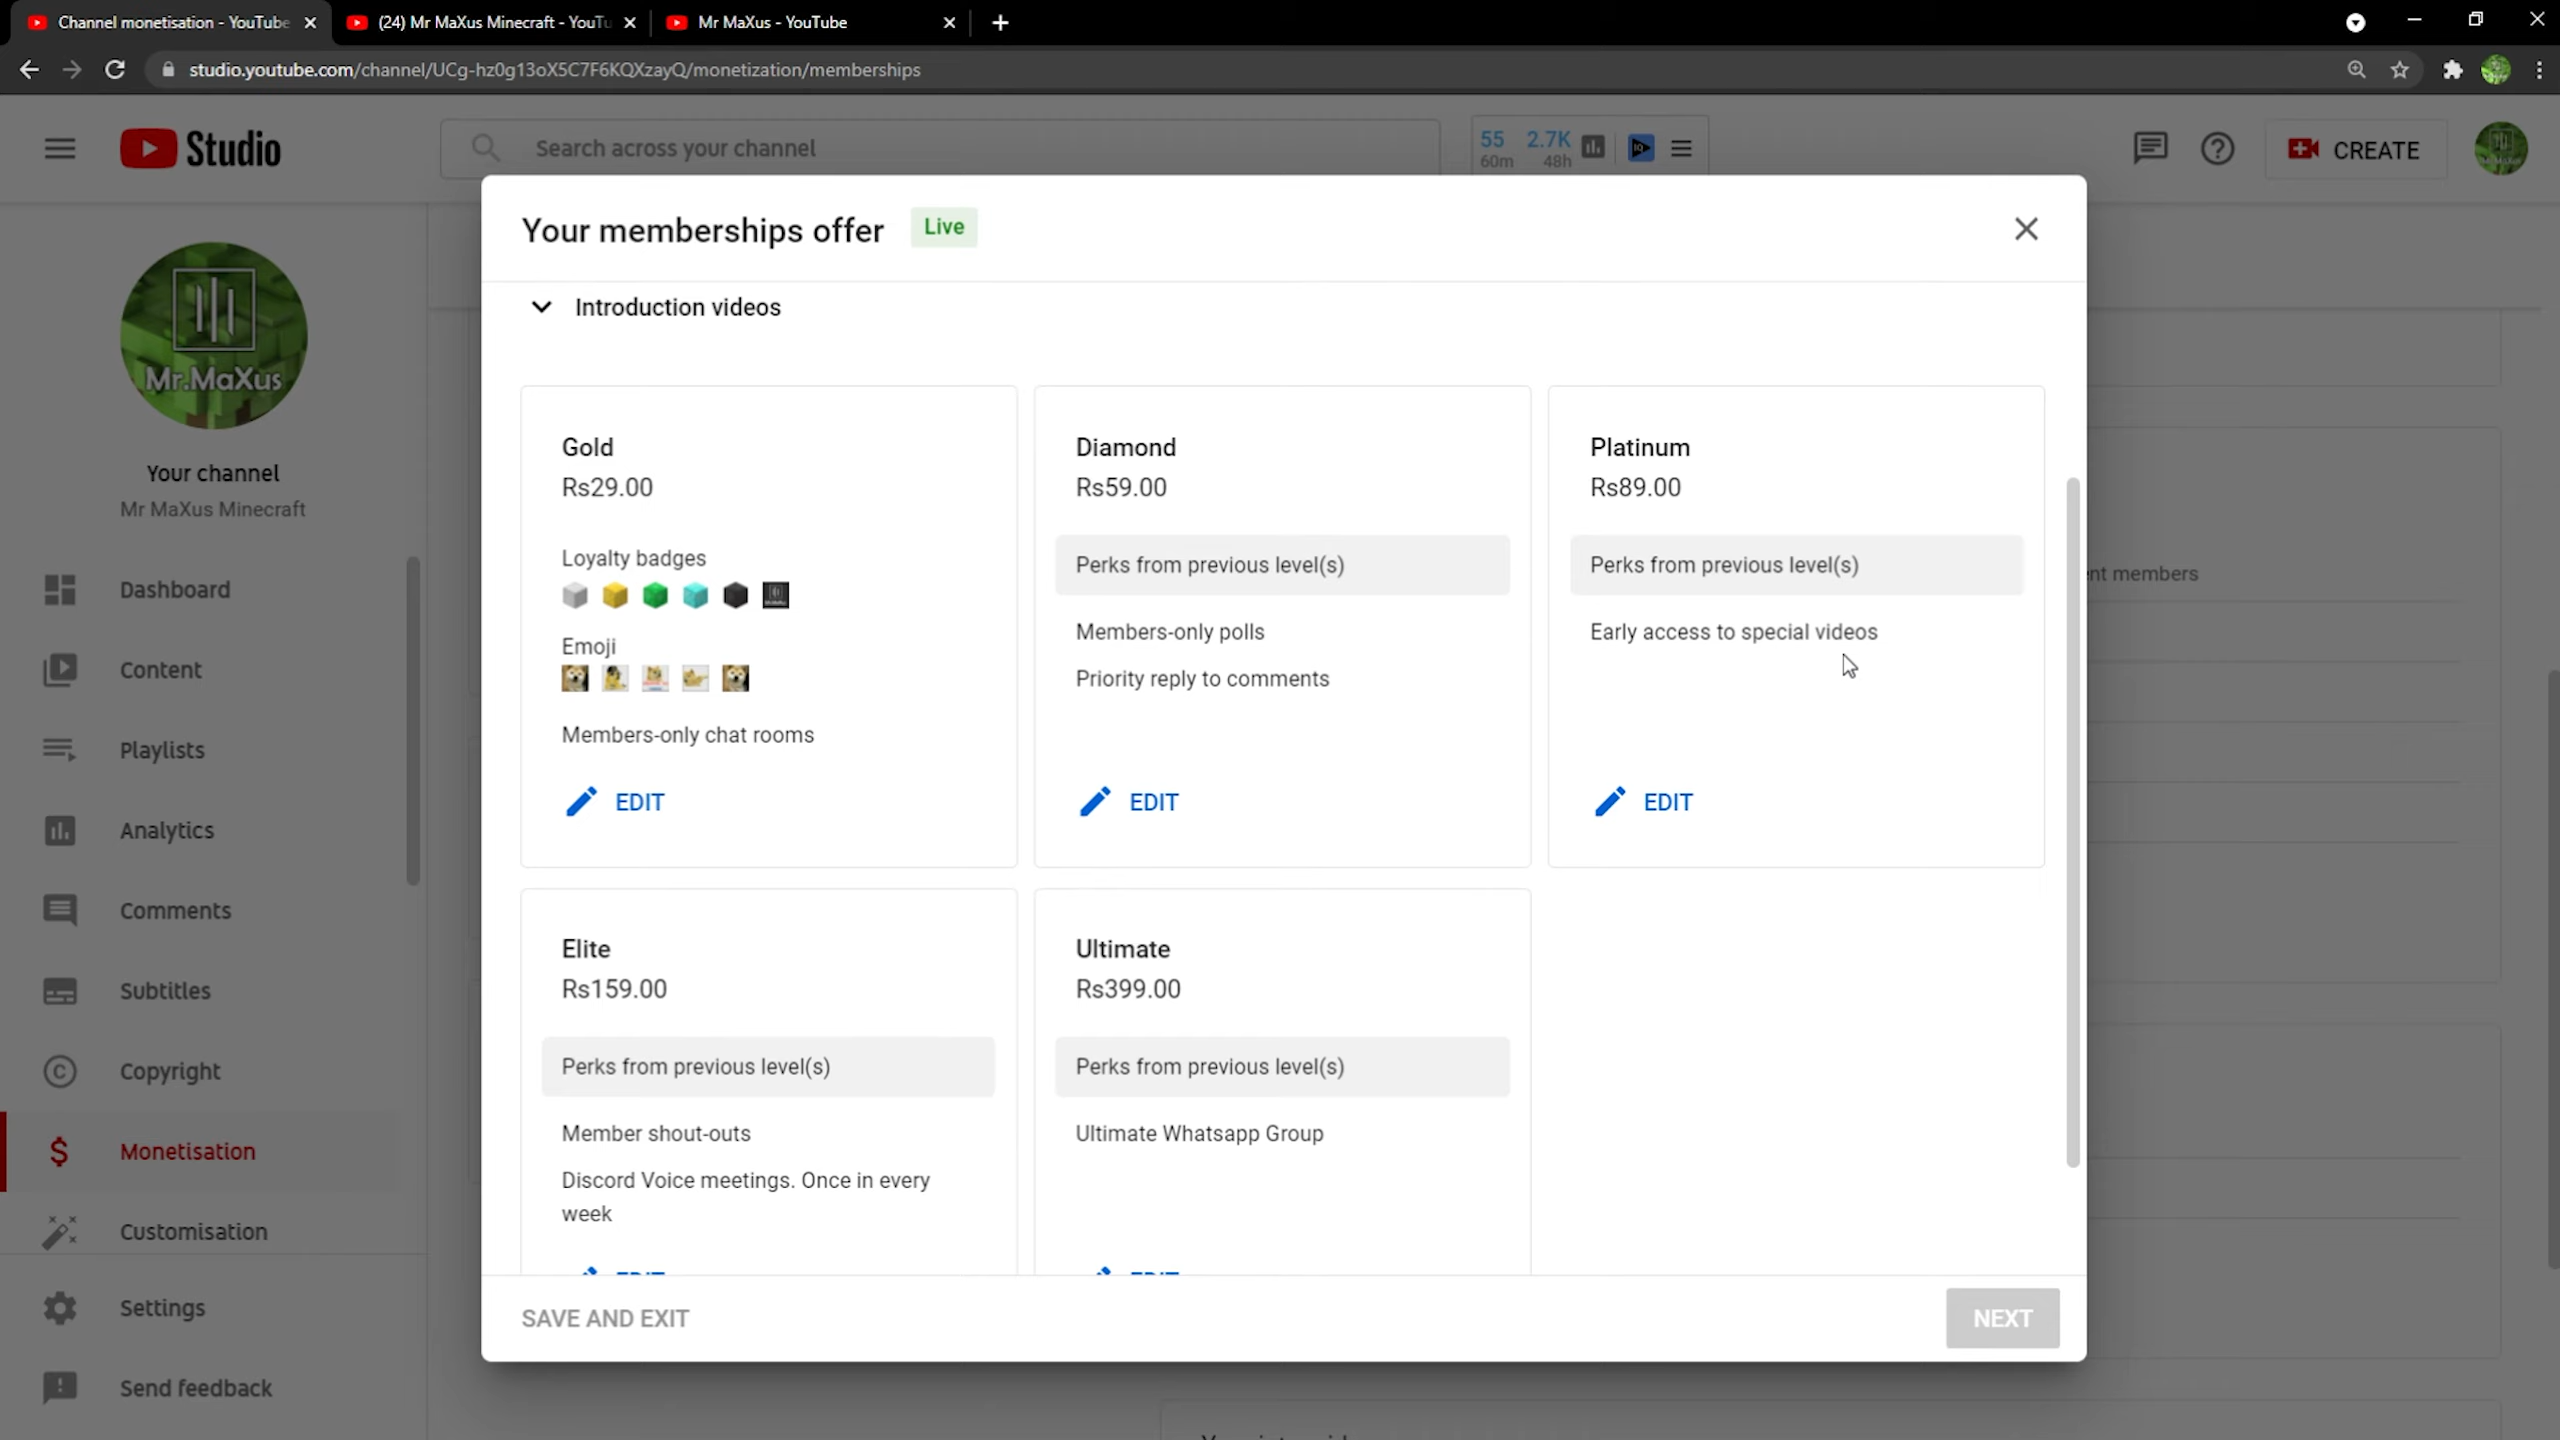 Channel monetisation - YouTube
(24) Mr MaXus Minecraft - YouTu
Mr MaXus - YouTube
studio.youtube.com/channel/UCg-hz0g13oX5C7F6KQXzayQ/monetization/memberships
Studio
Search across your channel
55 2.7K
60m 48h
IQ
CREATE
Your memberships offer
Live
Introduction videos
Mr.MaXus
Your channel
Mr MaXus Minecraft
Dashboard
Content
Playlists
Analytics
Comments
Subtitles
Copyright
Monetisation
Customisation
Settings
Send feedback
Gold
Rs29.00
Loyalty badges
Emoji
Members-only chat rooms
EDIT
Diamond
Rs59.00
Perks from previous level(s)
Members-only polls
Priority reply to comments
EDIT
Platinum
Rs89.00
Perks from previous level(s)
Early access to special videos
EDIT
Elite
Rs159.00
Perks from previous level(s)
Member shout-outs
Discord Voice meetings. Once in every
week
EDIT
Ultimate
Rs399.00
Perks from previous level(s)
Ultimate Whatsapp Group
EDIT
members
SAVE AND EXIT
NEXT